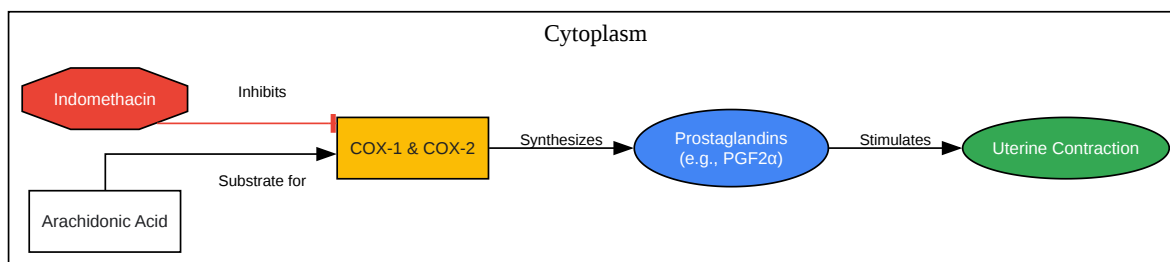 Cytoplasm
Indomethacin
Inhibits
COX-1 & COX-2
Synthesizes
Prostaglandins
(e.g., PGF2α)
Stimulates
Uterine Contraction
Substrate for
Arachidonic Acid